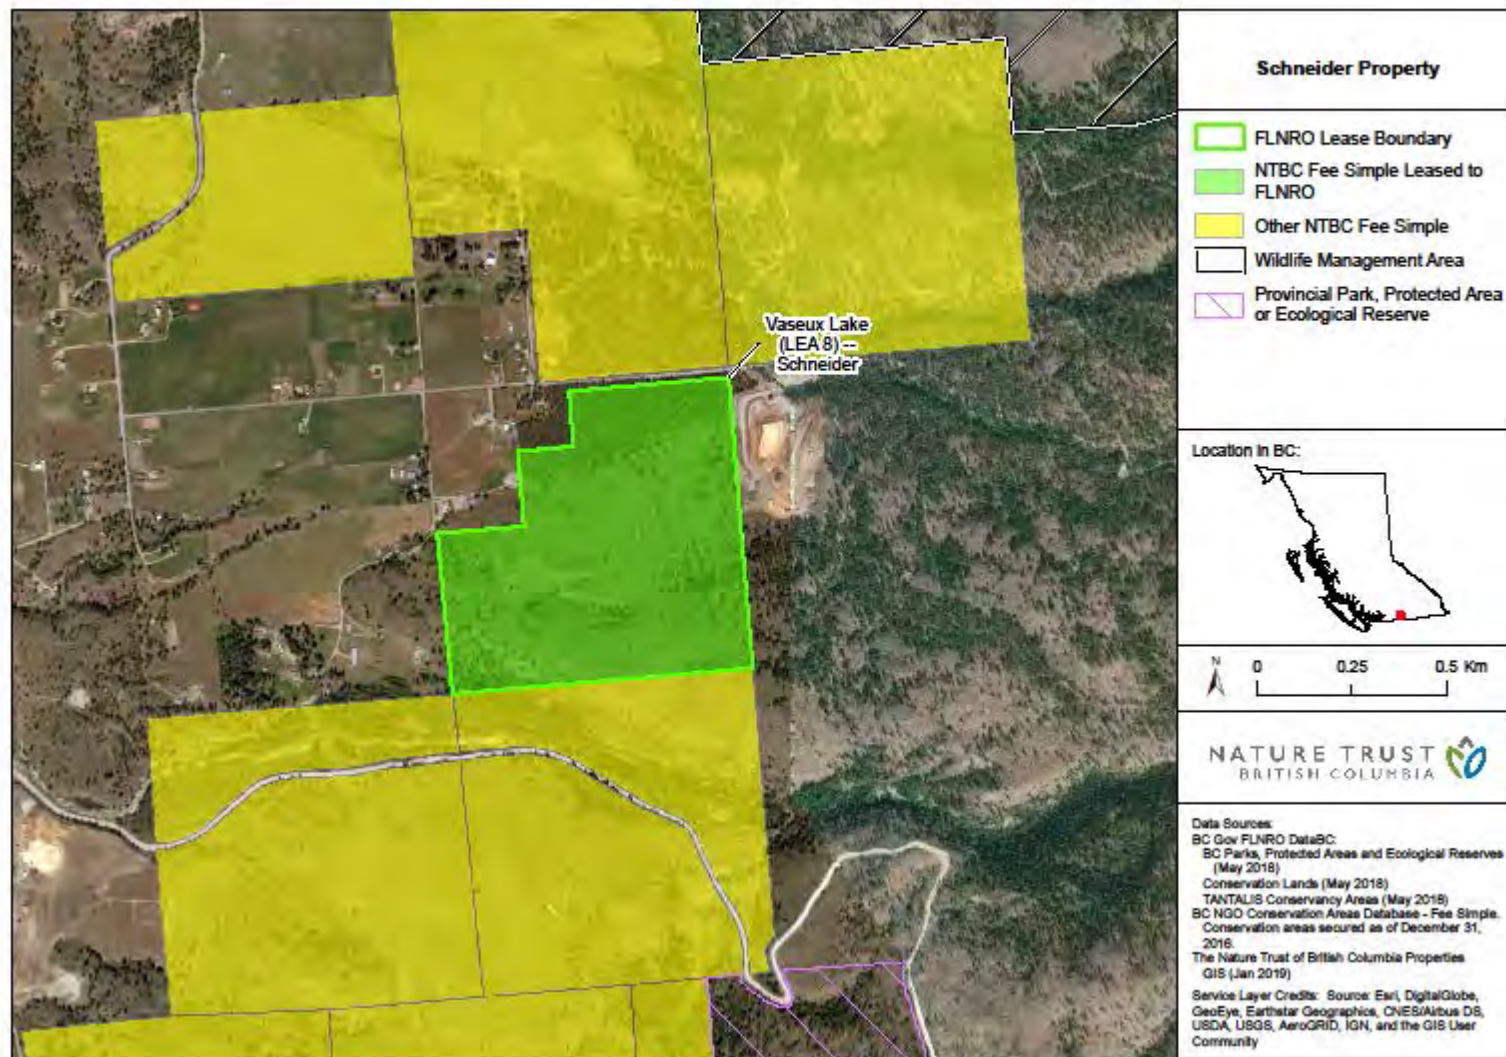 Schneider Property
FLNRO Lease Boundary
NTBC Fee Simple Leased to
FLNRO
Other NTBC Fee Simple
Wildlife Management Area
Provincial Park, Protected Area
or Ecological Reserve
Vaseux Lake
(LEA 8) --
Schneider
Location in BC:
N
0 0.25 0.5 Km
NATURE TRUST
BRITISH COLUMBIA
Data Sources:
BC Gov FLNRO DataBC:
BC Parks, Protected Areas and Ecological Reserves
(May 2018)
Conservation Lands (May 2018)
TANTALIS Conservancy Areas (May 2018)
BC NGO Conservation Areas Database - Fee Simple.
Conservation areas secured as of December 31,
2016.
The Nature Trust of British Columbia Properties
GIS (Jan 2019)
Service Layer Credits: Source: Esri, DigitalGlobe,
GeoEye, Earthstar Geographics, CNES/Airbus DS,
USDA, USGS, AeroGRID, IGN, and the GIS User
Community